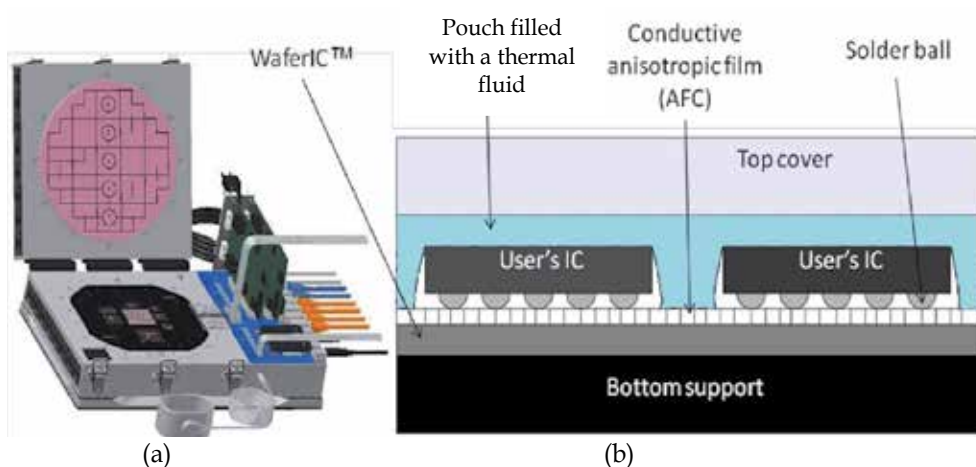 WaferIC™
Pouch filled
with a thermal
fluid
Conductive
anisotropic film
(AFC)
Solder ball
Top cover
User's IC
User's IC
Bottom support
(a)
(b)